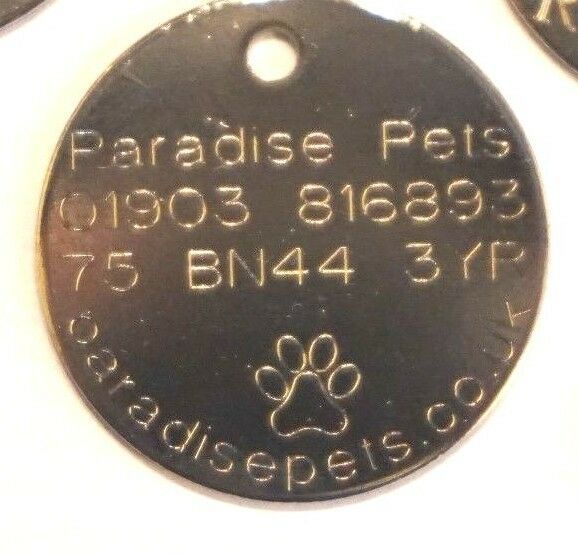 Paradise Pets
01903 816893
75 BN44 3YP
paradisepets.co.uk